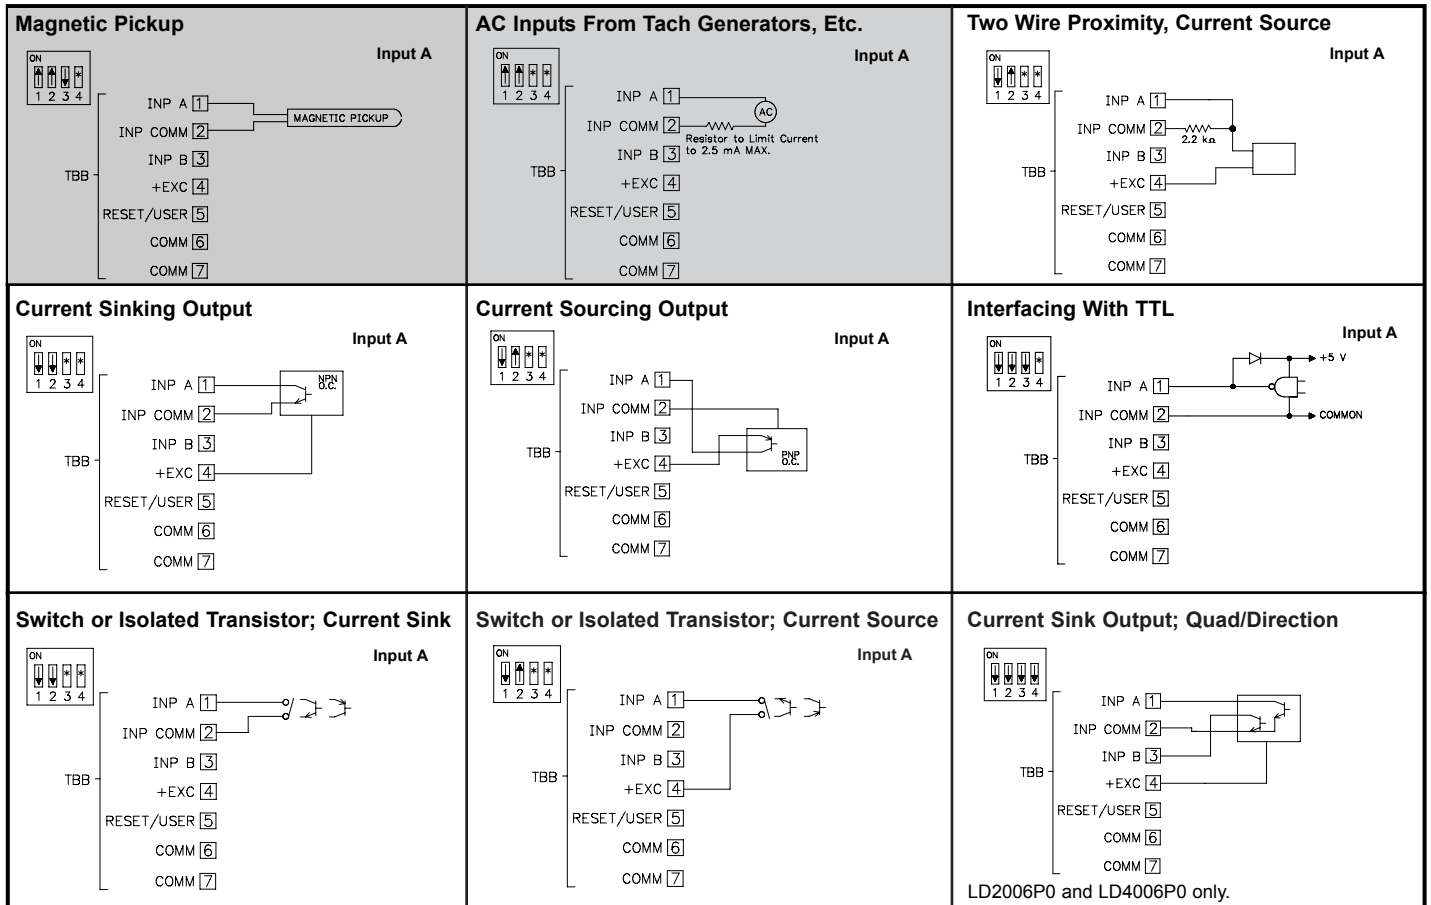 Magnetic Pickup
Input A
ON
* 
1 2 3 4
INP A 1
MAGNETIC PICKUP
INP COMM 2
INP B 3
TBB
+EXC 4
RESET/USER 5
COMM 6
COMM 7
AC Inputs From Tach Generators, Etc.
Input A
ON
* *
1 2 3 4
INP A 1
AC
INP COMM 2
Resistor to Limit Current
to 2.5 mA MAX.
INP B 3
TBB
+EXC 4
RESET/USER 5
COMM 6
COMM 7
Two Wire Proximity, Current Source
Input A
ON
* *
1 2 3 4
INP A 1
INP COMM 2
2.2 kΩ
INP B 3
TBB
+EXC 4
RESET/USER 5
COMM 6
COMM 7
Current Sinking Output
Input A
ON
* *
1 2 3 4
NPN
O.C.
INP A 1
INP COMM 2
INP B 3
TBB
+EXC 4
RESET/USER 5
COMM 6
COMM 7
Current Sourcing Output
Input A
ON
* *
1 2 3 4
INP A 1
INP COMM 2
INP B 3
TBB
PNP
O.C.
+EXC 4
RESET/USER 5
COMM 6
COMM 7
Interfacing With TTL
Input A
ON
*
1 2 3 4
+5 V
INP A 1
INP COMM 2
COMMON
INP B 3
TBB
+EXC 4
RESET/USER 5
COMM 6
COMM 7
Switch or Isolated Transistor; Current Sink
Input A
ON
* *
1 2 3 4
INP A 1
INP COMM 2
INP B 3
TBB
+EXC 4
RESET/USER 5
COMM 6
COMM 7
Switch or Isolated Transistor; Current Source
Input A
ON
* *
1 2 3 4
INP A 1
INP COMM 2
INP B 3
TBB
+EXC 4
RESET/USER 5
COMM 6
COMM 7
Current Sink Output; Quad/Direction
ON
1 2 3 4
INP A 1
INP COMM 2
INP B 3
TBB
+EXC 4
RESET/USER 5
COMM 6
COMM 7
LD2006P0 and LD4006P0 only.